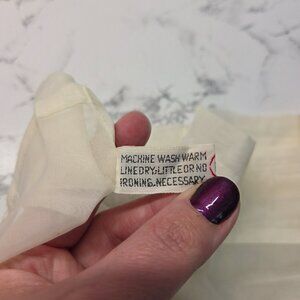 MACHINE WASH WARM
LINE DRY-LITTLE OR NO
IRONING NECESSARY